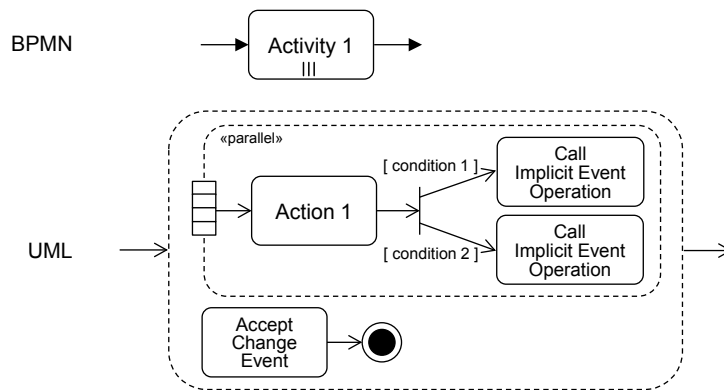 BPMN
Activity 1
UML
«parallel»
Action 1
[ condition 1 ]
Call
Implicit Event
Operation
[ condition 2 ]
Call
Implicit Event
Operation
Accept
Change
Event